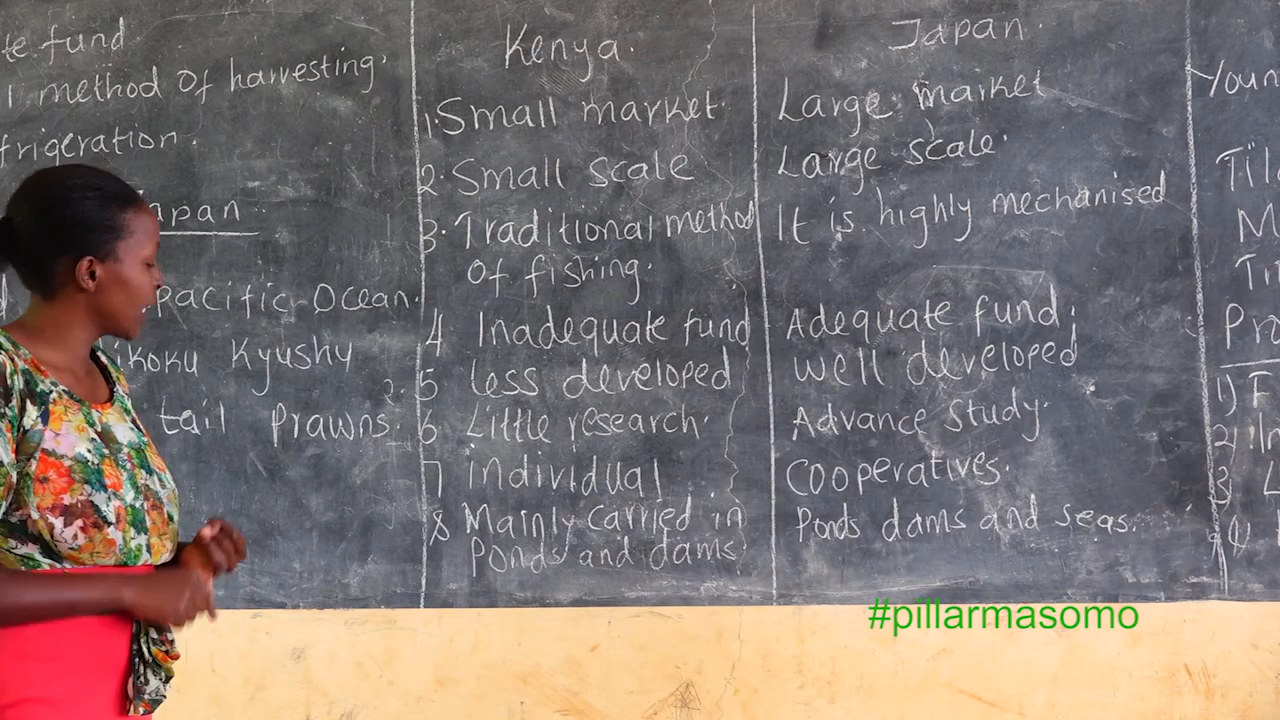 te fund
method of harvesting.
frigeration.
apan
Pacific Ocean.
ikoku Kyushy
tail Prawns.
Kenya.
1. Small market.
2. Small scale
3. Traditional method
of fishing.
4 Inadequate fund
5 less developed
6 Little research.
7 individual
8 Mainly carried in
Ponds and dams
Japan.
Large market
Large scale.
It is highly mechanised
Adequate fund;
well developed
Advance study.
Cooperatives.
Ponds dams and seas.
Youn
Til
M
Ti
Pro
1) F
2) In
3) L
4)
#pillarmasomo